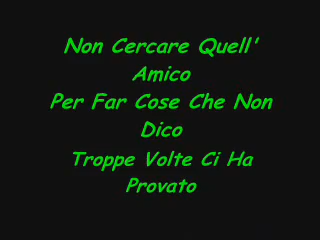 Non Cercare Quell'
Amico
Per Far Cose Che Non
Dico
Troppe Volte Ci Ha
Provato